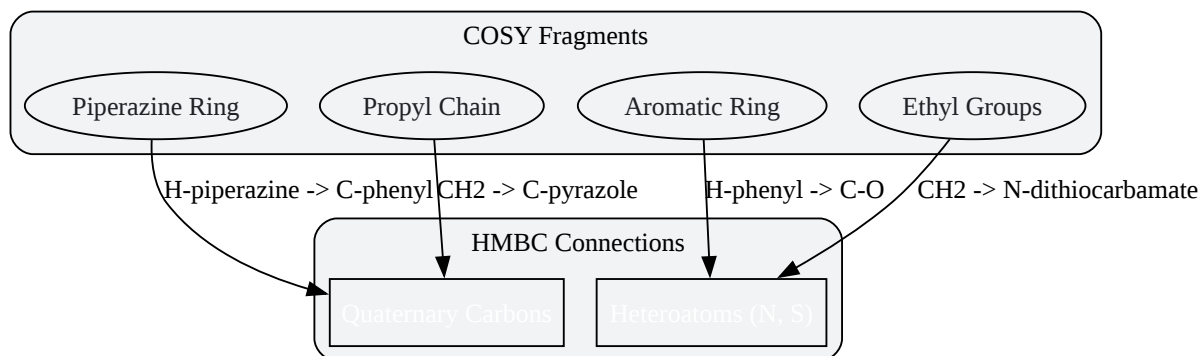 COSY Fragments
Piperazine Ring
Propyl Chain
Aromatic Ring
Ethyl Groups
H-piperazine -> C-phenyl
CH2 -> C-pyrazole
H-phenyl -> C-O
CH2 -> N-dithiocarbamate
HMBC Connections
Quaternary Carbons
Heteroatoms (N, S)